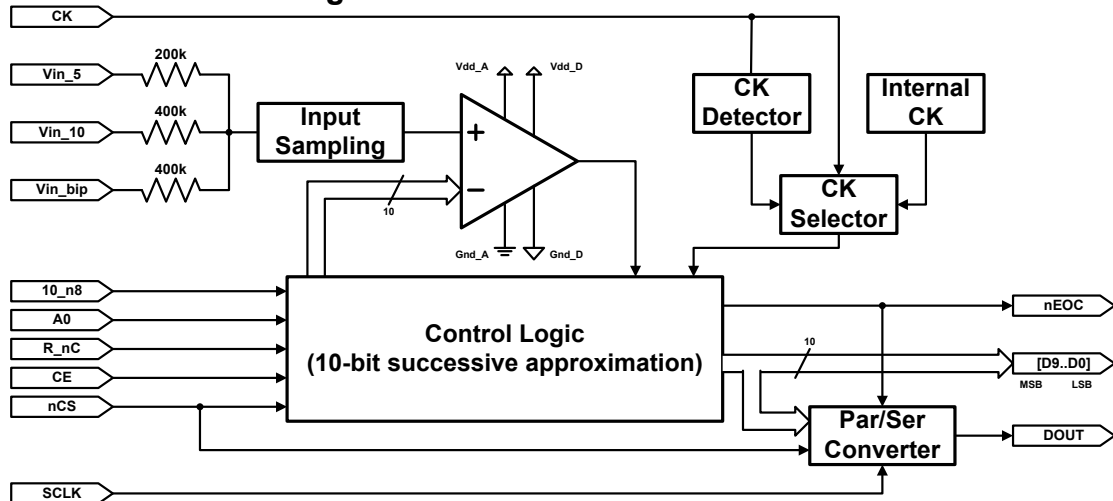 CK
Vin_5
200k
Vin_10
400k
Vin_bip
400k
Input
Sampling
Vdd_A
Vdd_D
+
−
10
Gnd_A
Gnd_D
CK
Detector
Internal
CK
CK
Selector
10_n8
A0
R_nC
CE
nCS
SCLK
Control Logic
(10-bit successive approximation)
nEOC
10
[D9..D0]
MSB
LSB
Par/Ser
Converter
DOUT